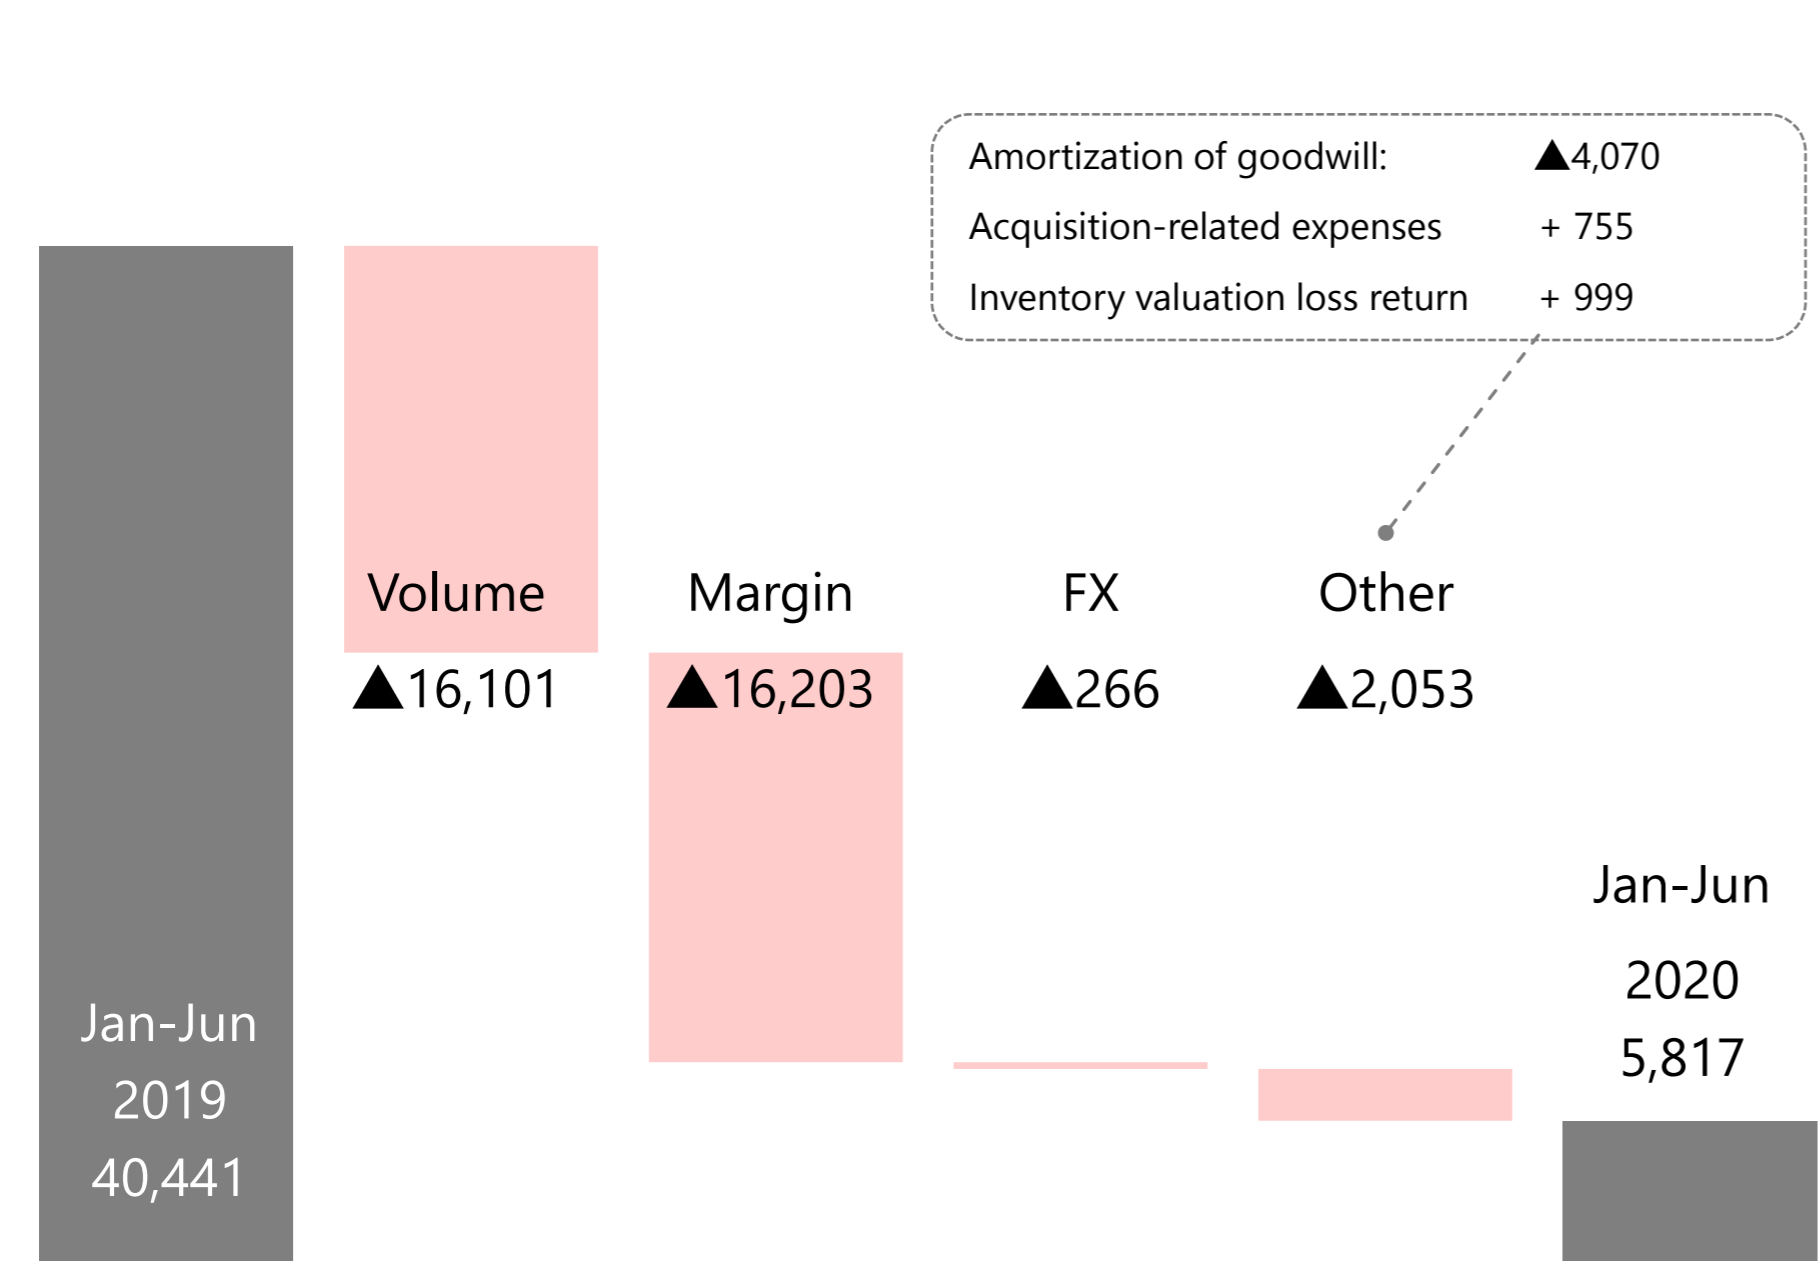 Amortization of goodwill: ▲4,070
Acquisition-related expenses + 755
Inventory valuation loss return + 999
Volume
▲16,101
Margin
▲16,203
FX
▲266
Other
▲2,053
Jan-Jun
2019
40,441
Jan-Jun
2020
5,817